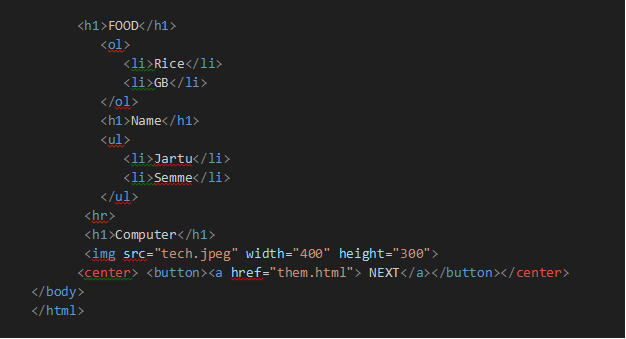 <h1>FOOD</h1>
<ol>
<li>Rice</li>
<li>GB</li>
</ol>
<h1>Name</h1>
<ul>
<li>Jartu</li>
<li>Semme</li>
</ul>
<hr>
<h1>Computer</h1>
<img src="tech.jpeg" width="400" height="300">
<center> <button><a href="them.html"> NEXT</a></button></center>
</body>
</html>